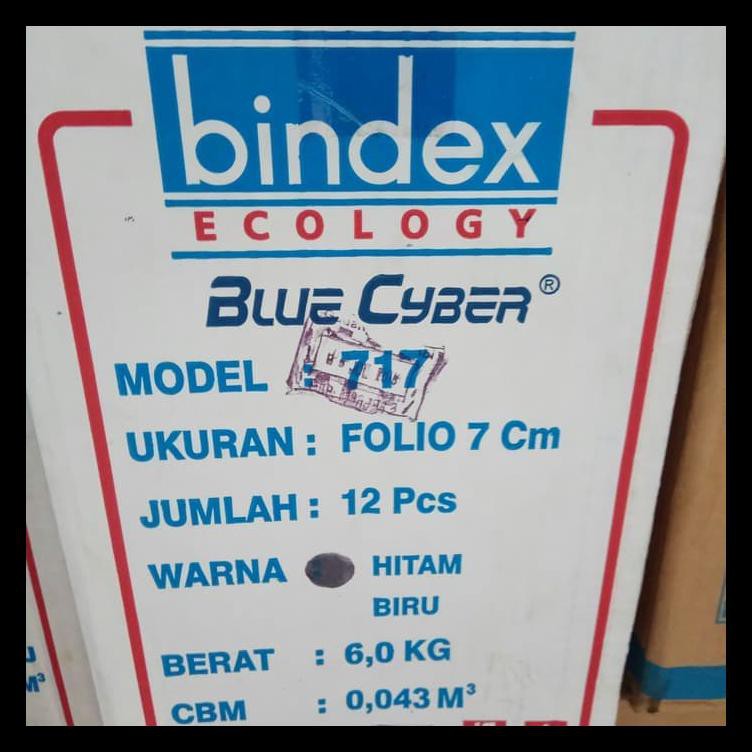 bindex
ECOLOGY
BLUE CYBER®
MODEL : 717
UKURAN : FOLIO 7 Cm
JUMLAH : 12 Pcs
WARNA HITAM
BIRU
BERAT : 6,0 KG
CBM : 0,043 M³
M³